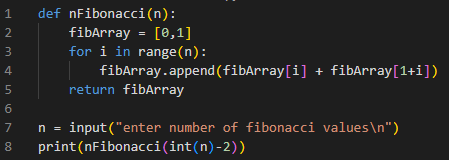 1 def nFibonacci(n):
2     fibArray = [0,1]
3     for i in range(n):
4         fibArray.append(fibArray[i] + fibArray[1+i])
5     return fibArray
6
7 n = input("enter number of fibonacci values\n")
8 print(nFibonacci(int(n)-2))